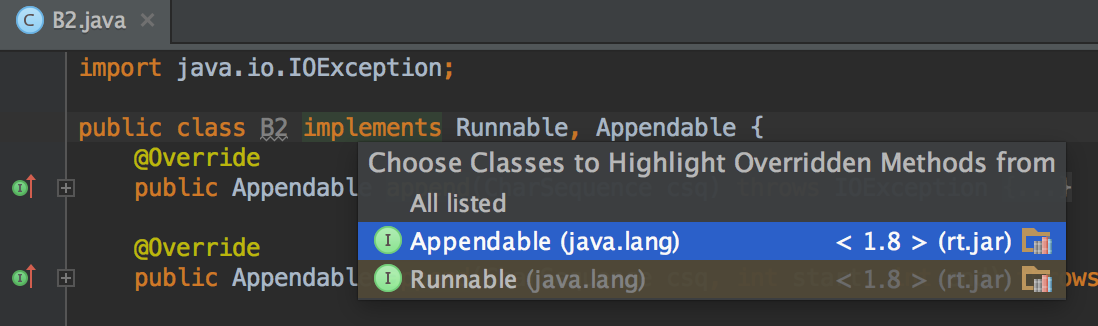 B2.java
import java.io.IOException;
public class B2 implements Runnable, Appendable {
@Override
Choose Classes to Highlight Overridden Methods from
public Appendable
All listed
@Override
Appendable (java.lang) < 1.8 > (rt.jar)
public Appendable
Runnable (java.lang) < 1.8 > (rt.jar)